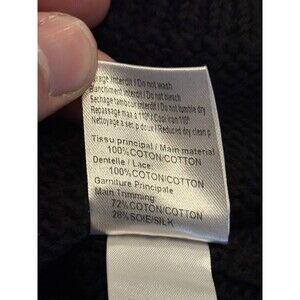 Lavage interdit / Do not wash
Blanchiment interdit / Do not bleach
Sechage tambour interdit / Do not tumble dry
Repassage max a 110° / Cool iron 110°
Nettoyage a sec p doux / Reduced dry clean p
Tissu principal / Main material
100%COTON/COTTON
Dentelle / Lace
100%COTON/COTTON
Garniture Principale
Main Trimming
72%COTON/COTTON
28%SOIE/SILK